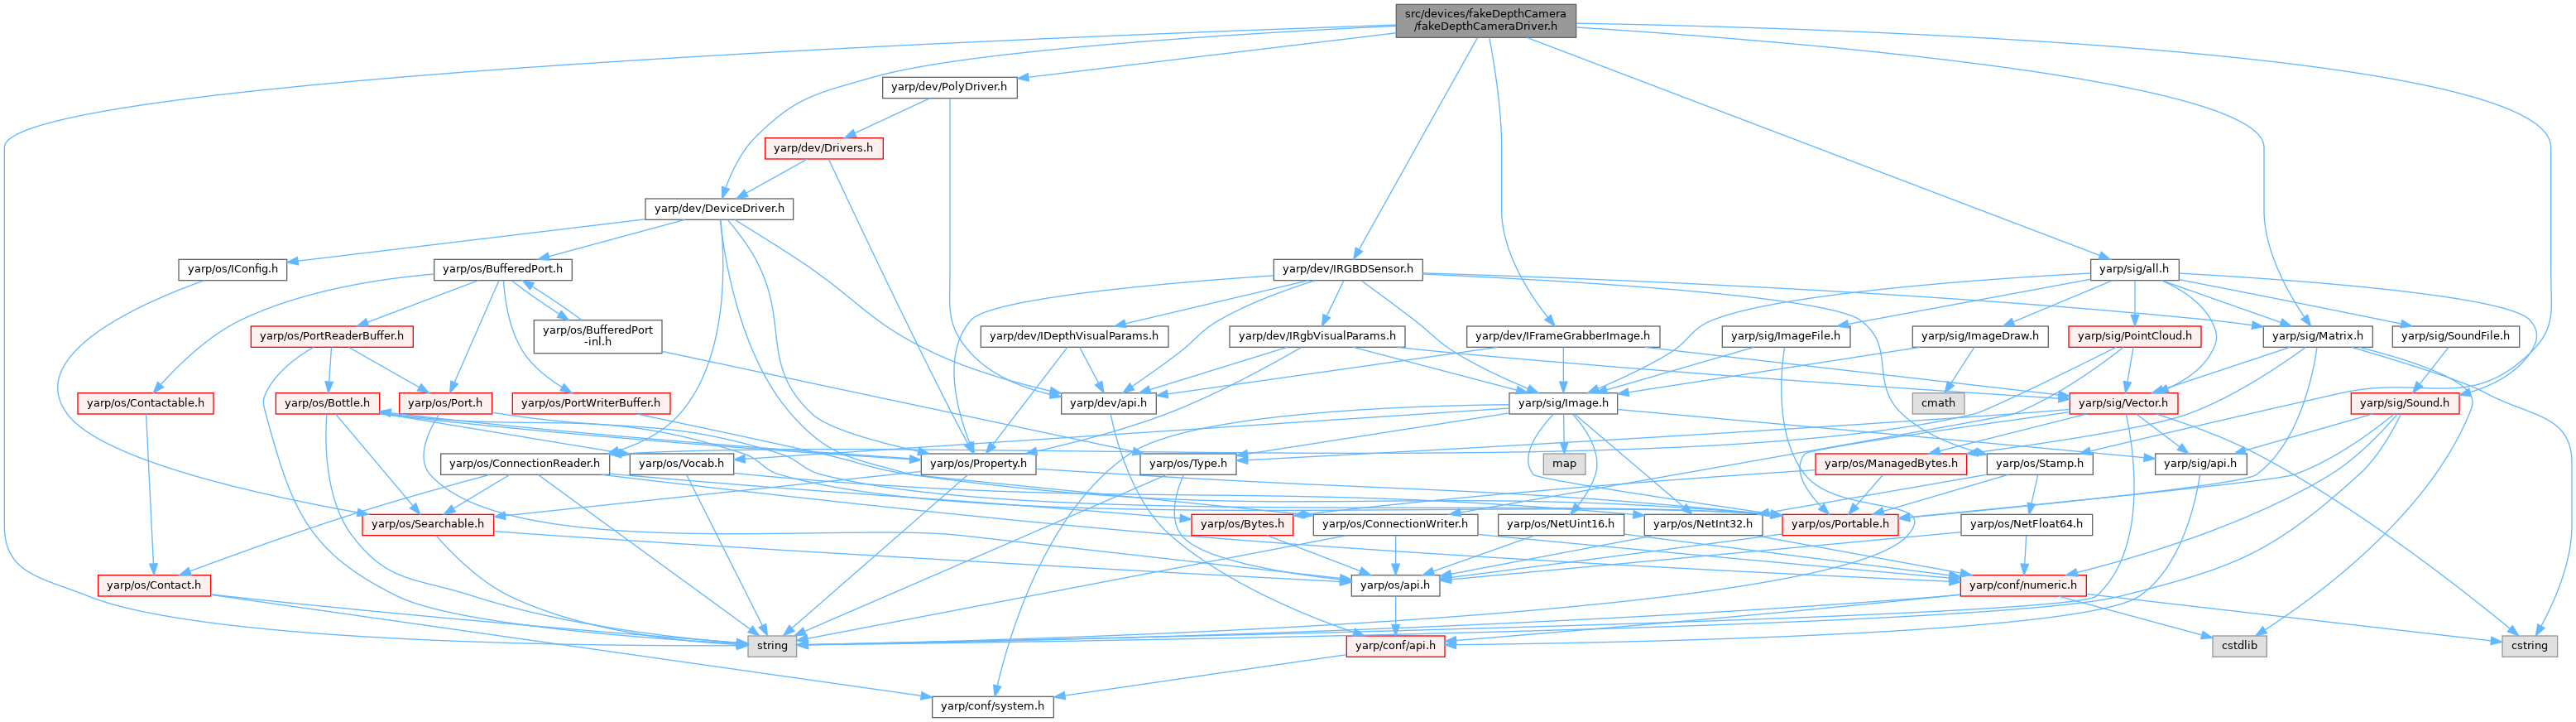 src/devices/fakeDepthCamera
/fakeDepthCameraDriver.h
yarp/dev/PolyDriver.h
yarp/dev/Drivers.h
yarp/dev/DeviceDriver.h
yarp/os/IConfig.h
yarp/os/BufferedPort.h
yarp/dev/IRGBDSensor.h
yarp/sig/all.h
yarp/os/PortReaderBuffer.h
yarp/os/BufferedPort
-inl.h
yarp/dev/IDepthVisualParams.h
yarp/dev/IRgbVisualParams.h
yarp/dev/IFrameGrabberImage.h
yarp/sig/ImageFile.h
yarp/sig/ImageDraw.h
yarp/sig/PointCloud.h
yarp/sig/Matrix.h
yarp/sig/SoundFile.h
yarp/os/Contactable.h
yarp/os/Bottle.h
yarp/os/Port.h
yarp/os/PortWriterBuffer.h
yarp/dev/api.h
yarp/sig/Image.h
cmath
yarp/sig/Vector.h
yarp/sig/Sound.h
yarp/os/ConnectionReader.h
yarp/os/Vocab.h
yarp/os/Property.h
yarp/os/Type.h
map
yarp/os/ManagedBytes.h
yarp/os/Stamp.h
yarp/sig/api.h
yarp/os/Searchable.h
yarp/os/Bytes.h
yarp/os/ConnectionWriter.h
yarp/os/NetUint16.h
yarp/os/NetInt32.h
yarp/os/Portable.h
yarp/os/NetFloat64.h
yarp/os/Contact.h
yarp/os/api.h
yarp/conf/numeric.h
string
yarp/conf/api.h
cstdlib
cstring
yarp/conf/system.h